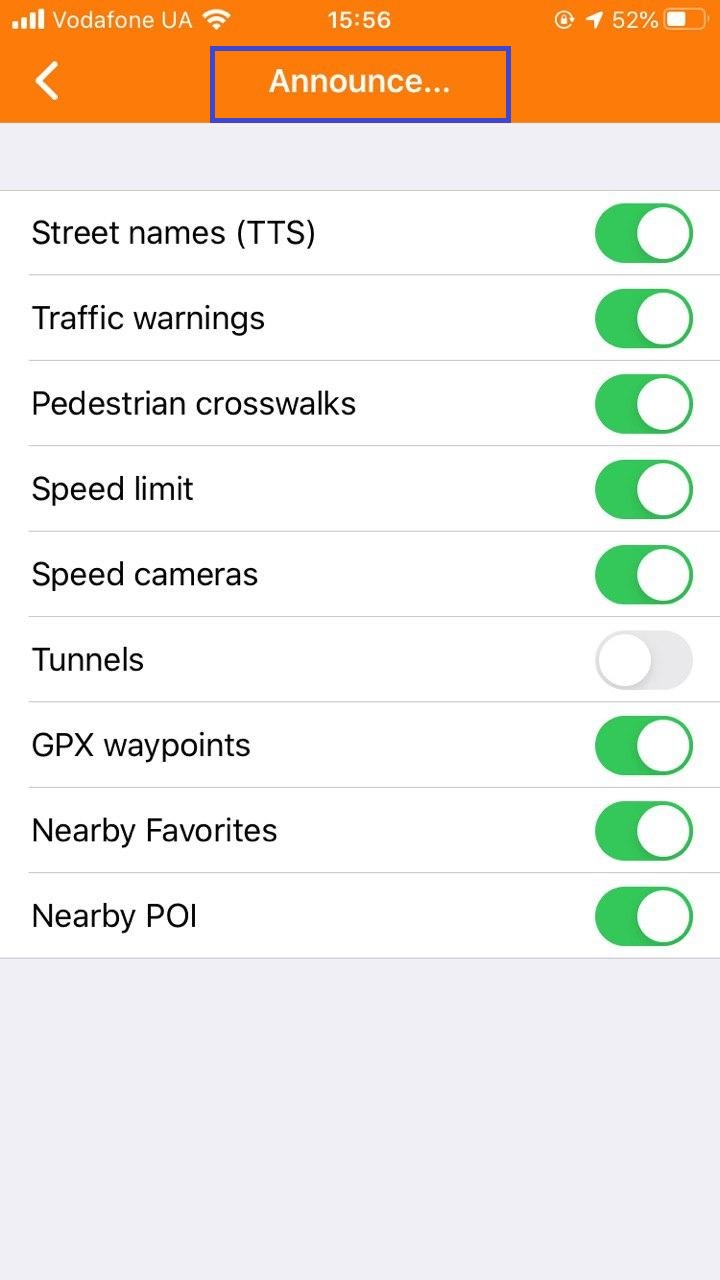 Vodafone UA 15:56 52%
Announce...
Street names (TTS)
Traffic warnings
Pedestrian crosswalks
Speed limit
Speed cameras
Tunnels
GPX waypoints
Nearby Favorites
Nearby POI